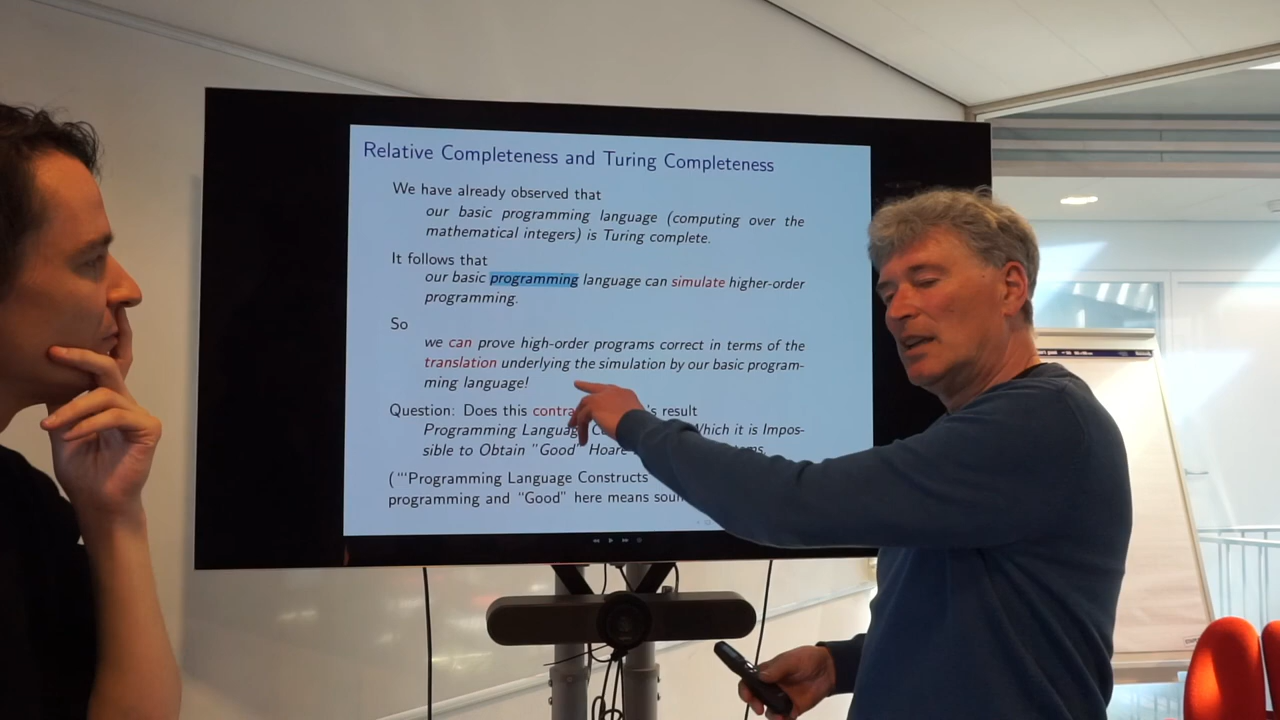 Relative Completeness and Turing Completeness
We have already observed that
our basic programming language (computing over the
mathematical integers) is Turing complete.
It follows that
our basic programming language can simulate higher-order
programming.
So
we can prove high-order programs correct in terms of the
translation underlying the simulation by our basic program-
ming language!
Question: Does this contra 's result
Programming Languag Which it is Impos-
sible to Obtain "Good" Hoare
("'Programming Language Constructs
programming and "Good" here means soun